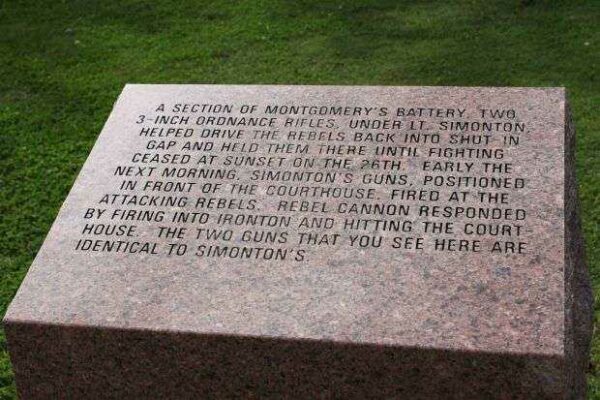 A SECTION OF MONTGOMERY'S BATTERY, TWO
3-INCH ORDNANCE RIFLES, UNDER LT. SIMONTON,
HELPED DRIVE THE REBELS BACK INTO SHUT IN
GAP AND HELD THEM THERE UNTIL FIGHTING
CEASED AT SUNSET ON THE 26TH. EARLY THE
NEXT MORNING, SIMONTON'S GUNS, POSITIONED
IN FRONT OF THE COURTHOUSE, FIRED AT THE
ATTACKING REBELS. REBEL CANNON RESPONDED
BY FIRING INTO IRONTON AND HITTING THE COURT
HOUSE. THE TWO GUNS THAT YOU SEE HERE ARE
IDENTICAL TO SIMONTON'S